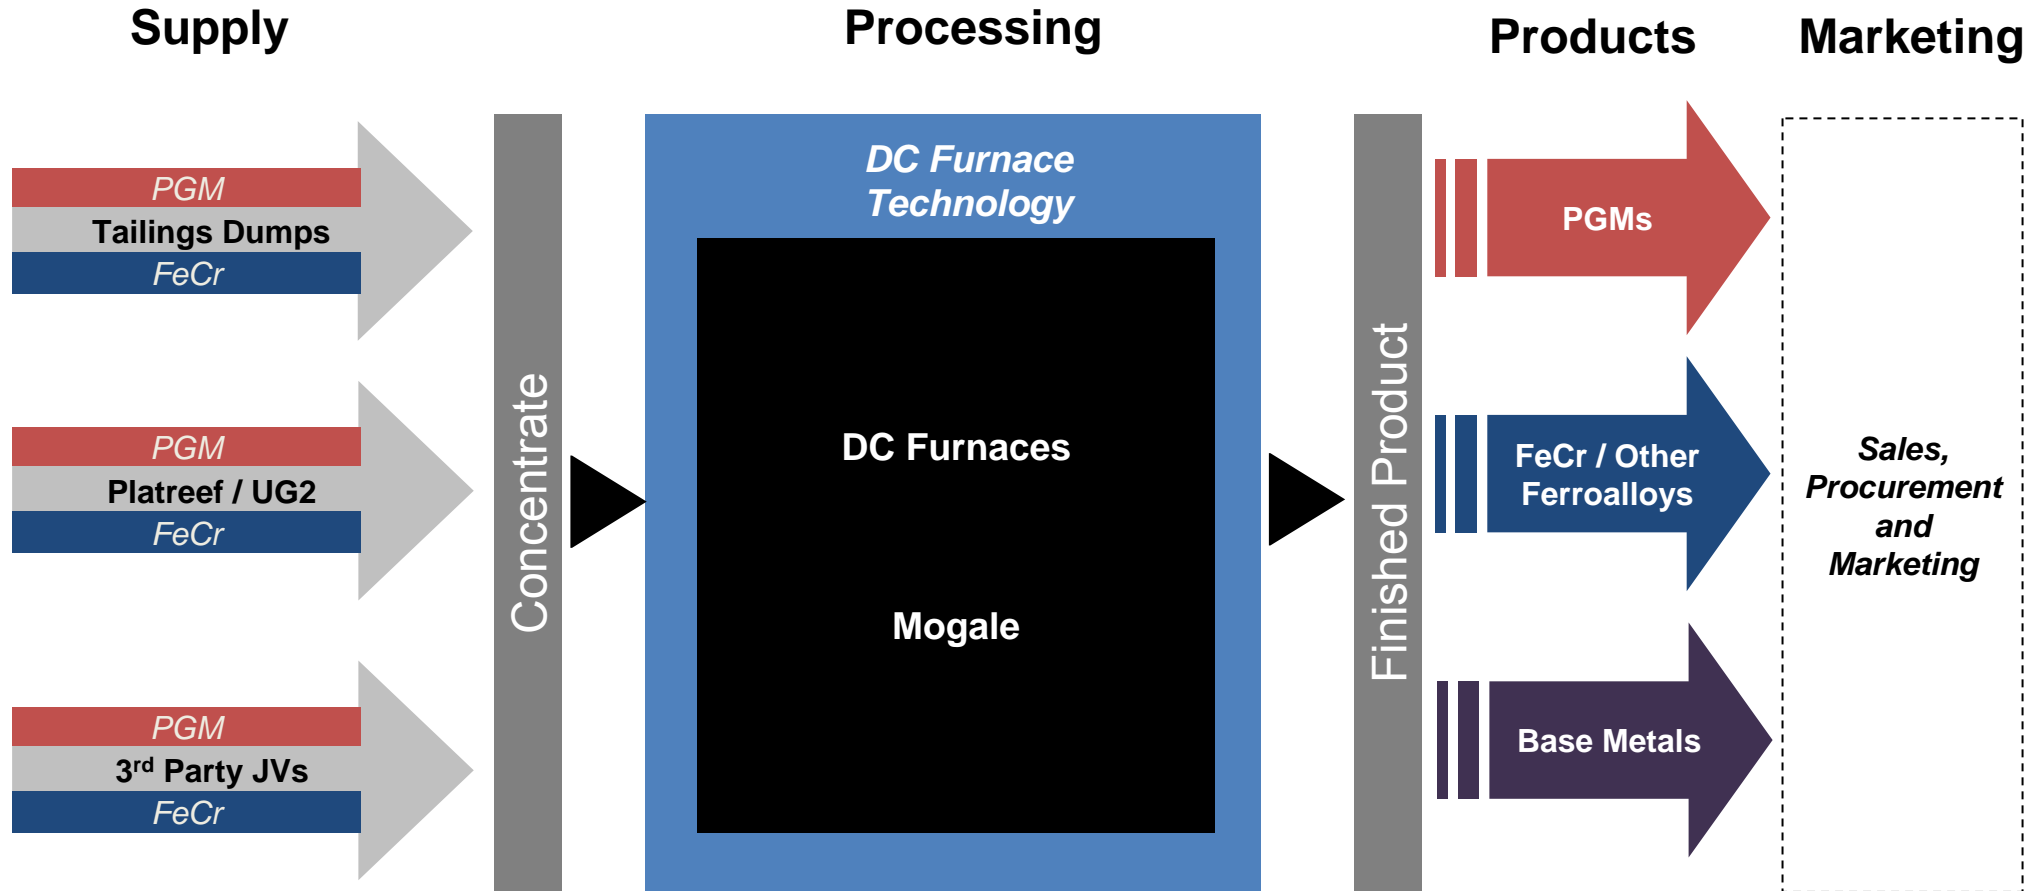 Supply
Processing
Products
Marketing
PGM
Tailings Dumps
FeCr
PGM
Platreef / UG2
FeCr
PGM
3rd Party JVs
FeCr
Concentrate
DC Furnace
Technology
DC Furnaces
Mogale
Finished Product
PGMs
FeCr / Other
Ferroalloys
Base Metals
Sales,
Procurement
and
Marketing